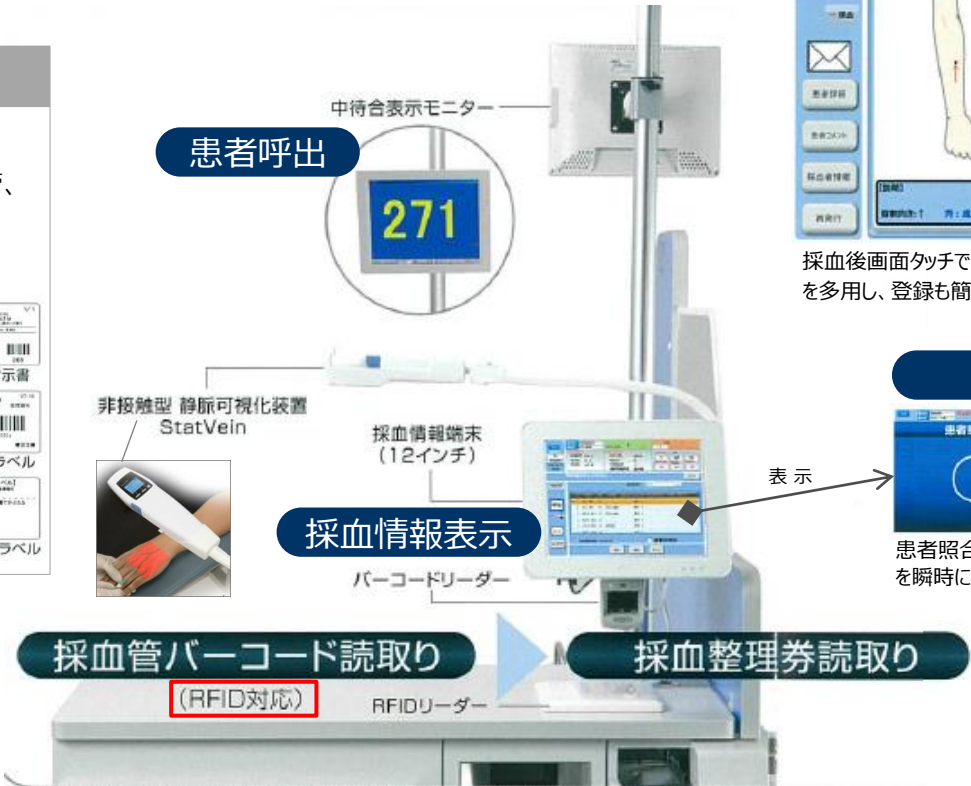 採血
患者詳細
患者コメント
採血者情報
再発行
中待合表示モニター
患者呼出
271
採血後画面タッチで
を多用し、登録も簡
示書
ラベル
ラベル
非接触型 静脈可視化装置
StatVein
採血情報端末
(12インチ)
表 示
採血情報表示
バーコードリーダー
患者照合
を瞬時に
採血管バーコード読取り
採血整理券読取り
(RFID対応)
RFIDリーダー